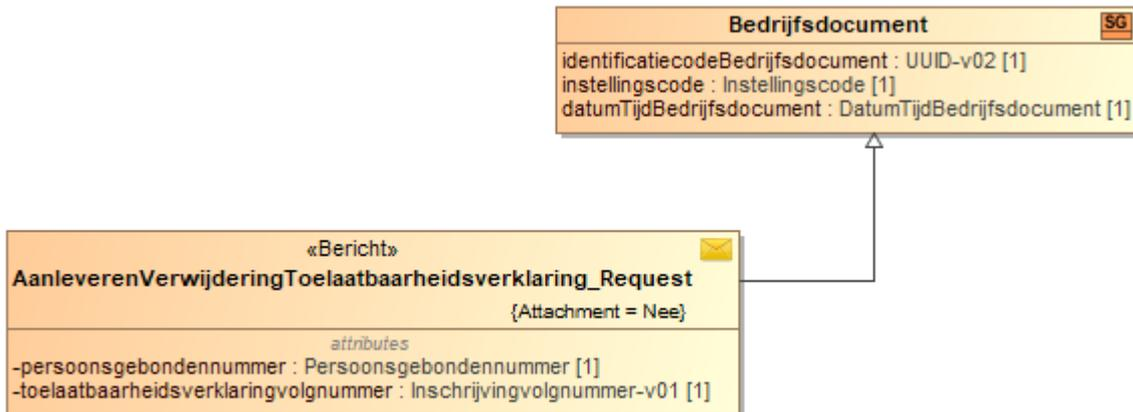 Bedrijfsdocument
SG
identificatiecodeBedrijfsdocument : UUID-v02 [1]
instellingscode : Instellingscode [1]
datumTijdBedrijfsdocument : DatumTijdBedrijfsdocument [1]
«Bericht»
AanleverenVerwijderingToelaatbaarheidsverklaring_Request
{Attachment = Nee}
attributes
-persoonsgebondennummer : Persoonsgebondennummer [1]
-toelaatbaarheidsverklaringvolgnummer : Inschrijvingvolgnummer-v01 [1]